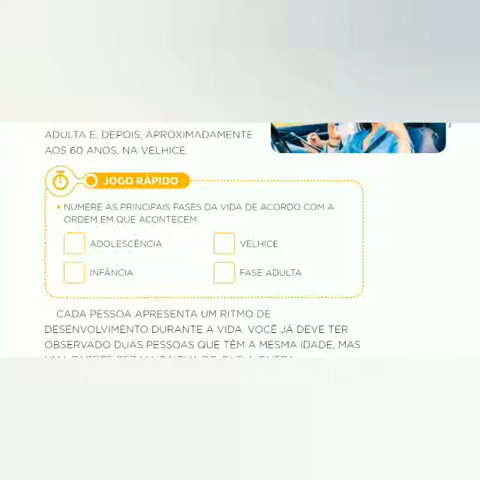 ADULTA E, DEPOIS, APROXIMADAMENTE
AOS 60 ANOS, NA VELHICE.
JOGO RÁPIDO
• NUMERE AS PRINCIPAIS FASES DA VIDA DE ACORDO COM A
ORDEM EM QUE ACONTECEM
ADOLESCÊNCIA
VELHICE
INFÂNCIA
FASE ADULTA
CADA PESSOA APRESENTA UM RITMO DE
DESENVOLVIMENTO DURANTE A VIDA. VOCÊ JÁ DEVE TER
OBSERVADO DUAS PESSOAS QUE TÊM A MESMA IDADE, MAS